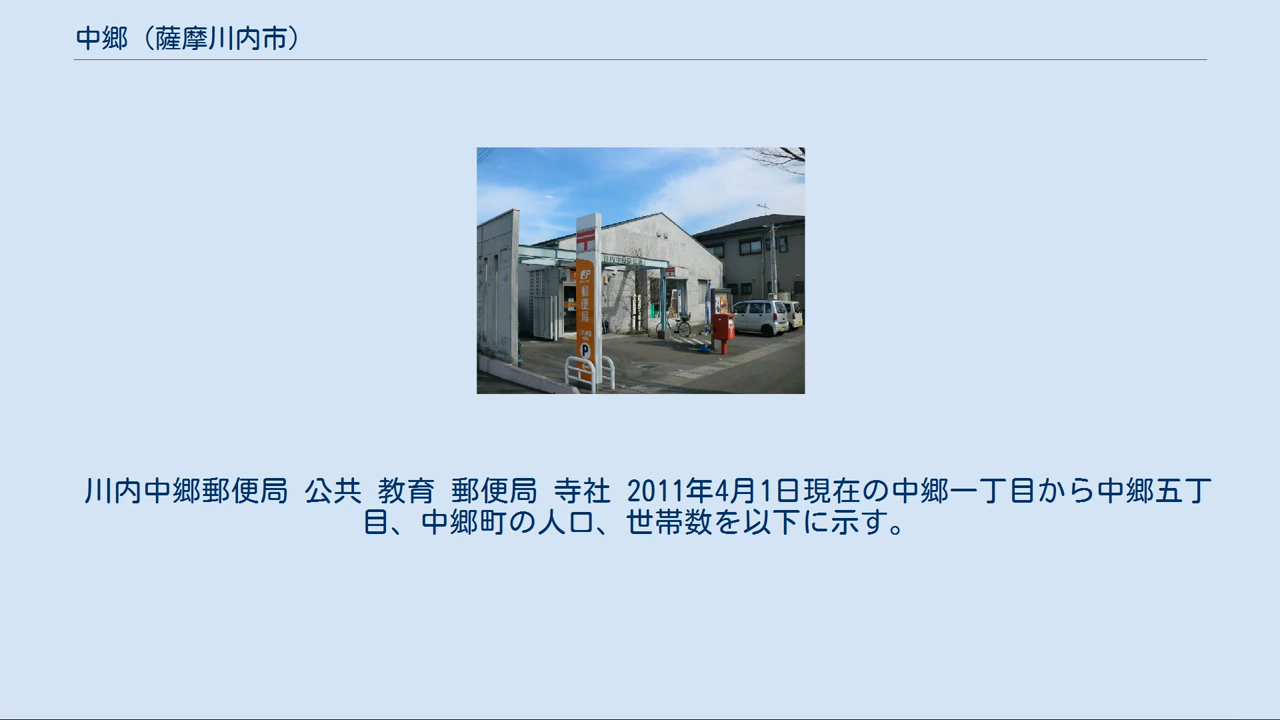 中郷（薩摩川内市）
郵便局
P
川内中郷郵便局 公共 教育 郵便局 寺社 2011年4月1日現在の中郷一丁目から中郷五丁
目、中郷町の人口、世帯数を以下に示す。